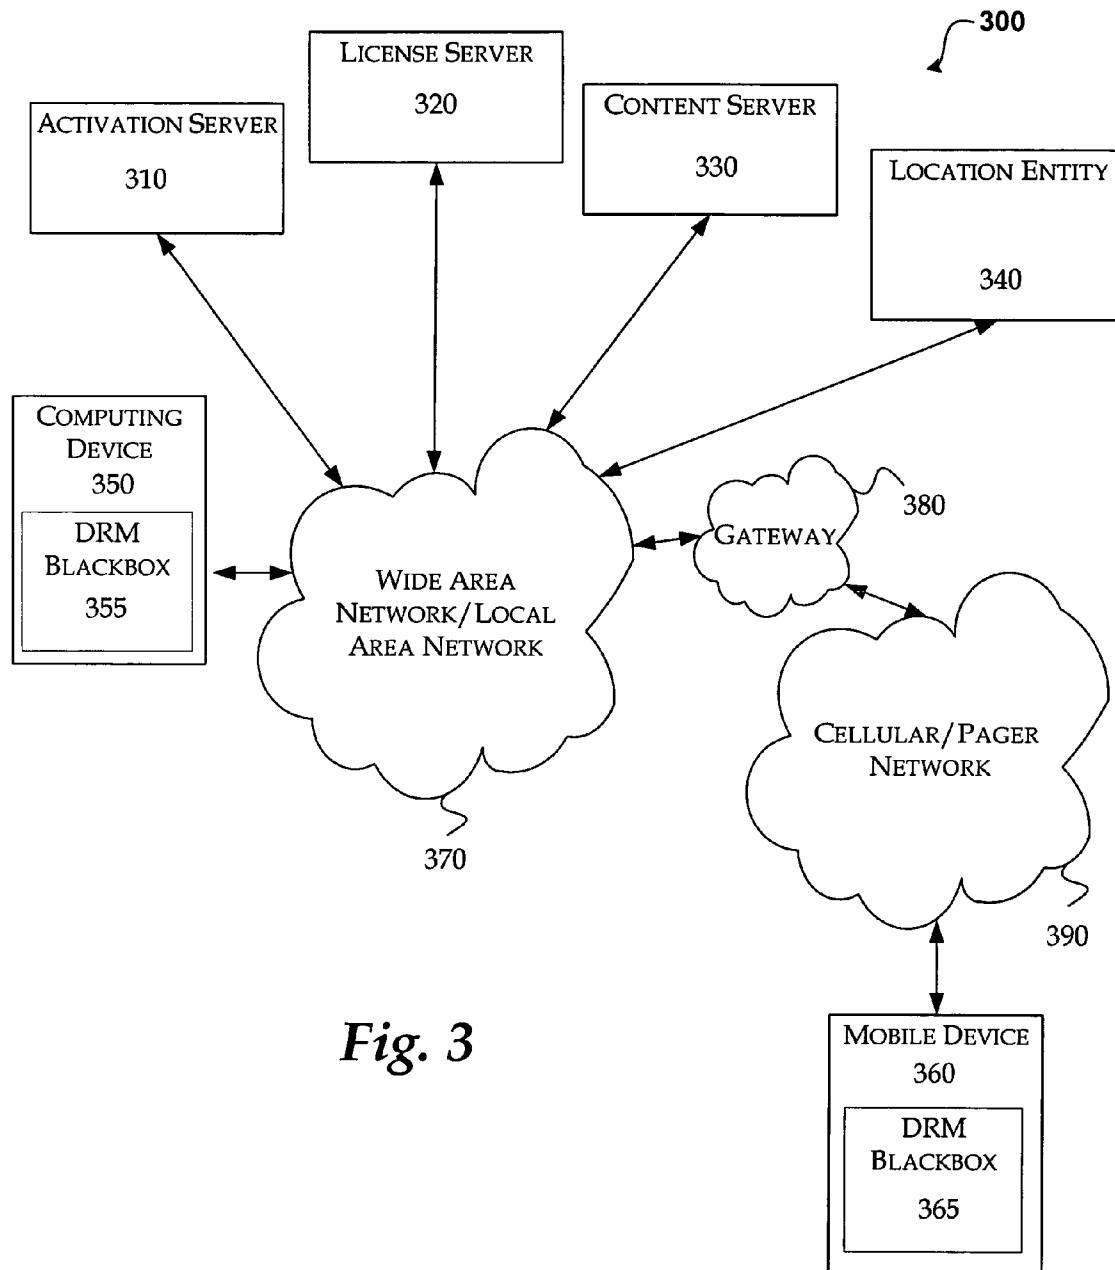 300
LICENSE SERVER
320
CONTENT SERVER
330
ACTIVATION SERVER
310
LOCATION ENTITY
340
COMPUTING
DEVICE
350
DRM
BLACKBOX
355
WIDE AREA
NETWORK/LOCAL
AREA NETWORK
370
GATEWAY
380
CELLULAR/PAGER
NETWORK
390
Fig. 3
MOBILE DEVICE
360
DRM
BLACKBOX
365